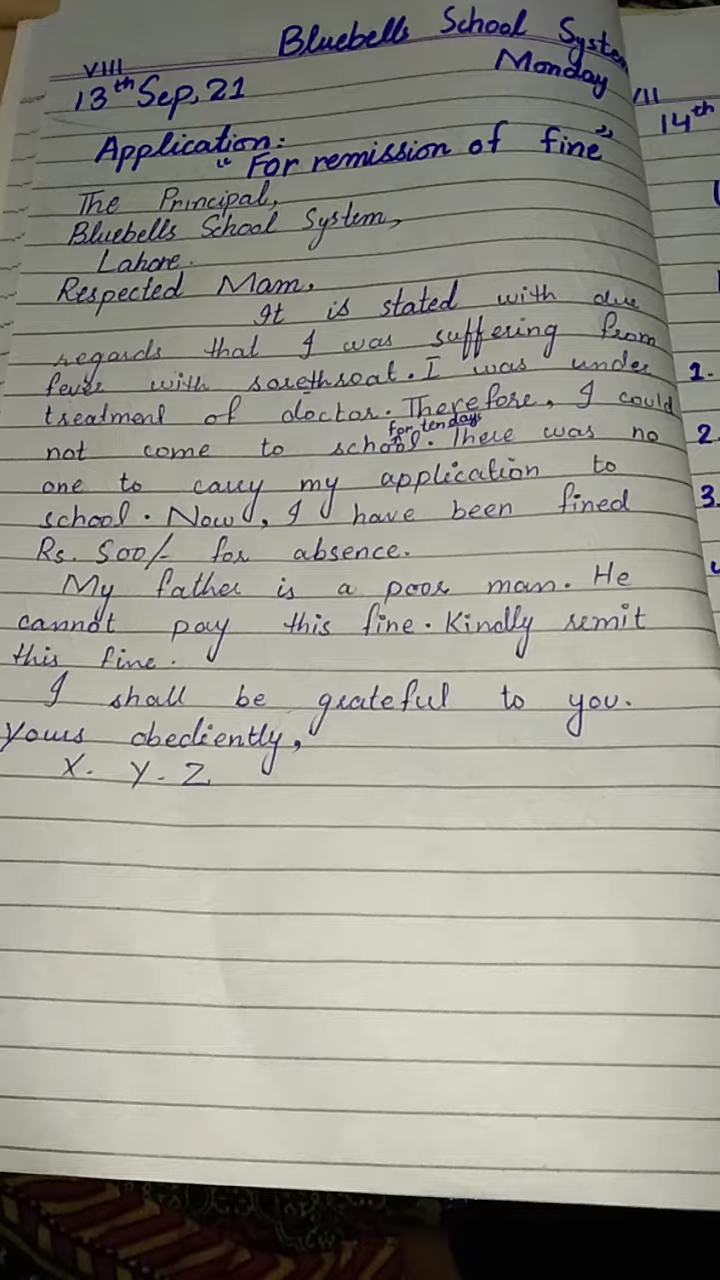 Bluebells School System
VIII
Monday
13th Sep, 21
Application:
"For remission of fine"
The Principal,
Bluebells School System,
Lahore.
Respected Mam,
It is stated with due
regards that I was suffering from
fever with sorethroat. I was under
treatment of doctor. Therefore, I could
for ten days
not come to school. There was no
one to carry my application to
school. Now, I have been fined
Rs. 500/- for absence.
My father is a poor man. He
cannot pay this fine. Kindly remit
this fine.
I shall be grateful to you.
Yours obediently,
X. Y. Z
14th
1.
2.
3.